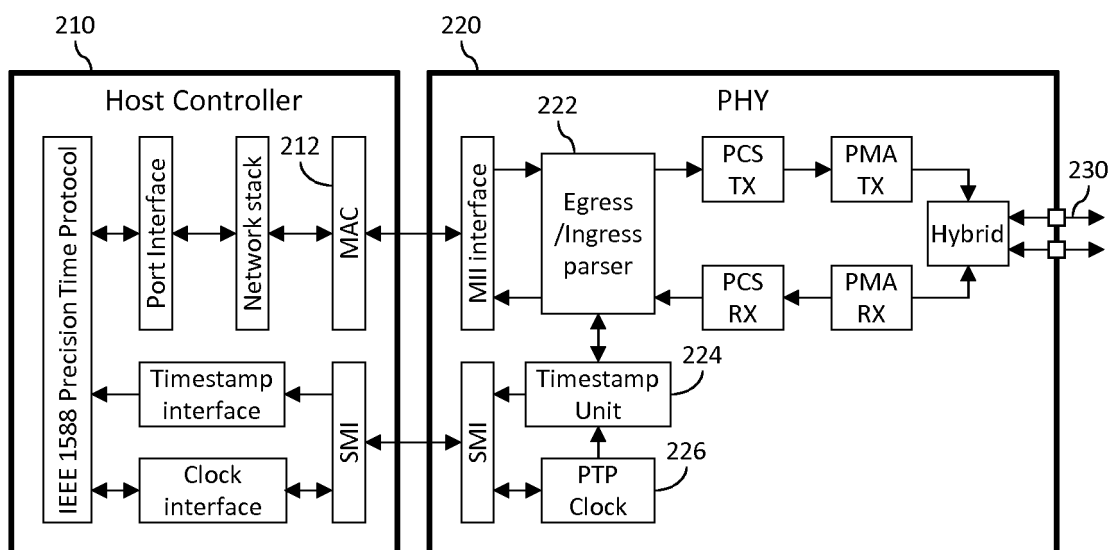 210
220
Host Controller
PHY
212
222
230
IEEE 1588 Precision Time Protocol
Port Interface
Network stack
MAC
MII interface
Egress
/Ingress
parser
PCS
TX
PMA
TX
Hybrid
PCS
RX
PMA
RX
Timestamp
interface
Clock
interface
SMI
SMI
Timestamp
Unit
224
PTP
Clock
226